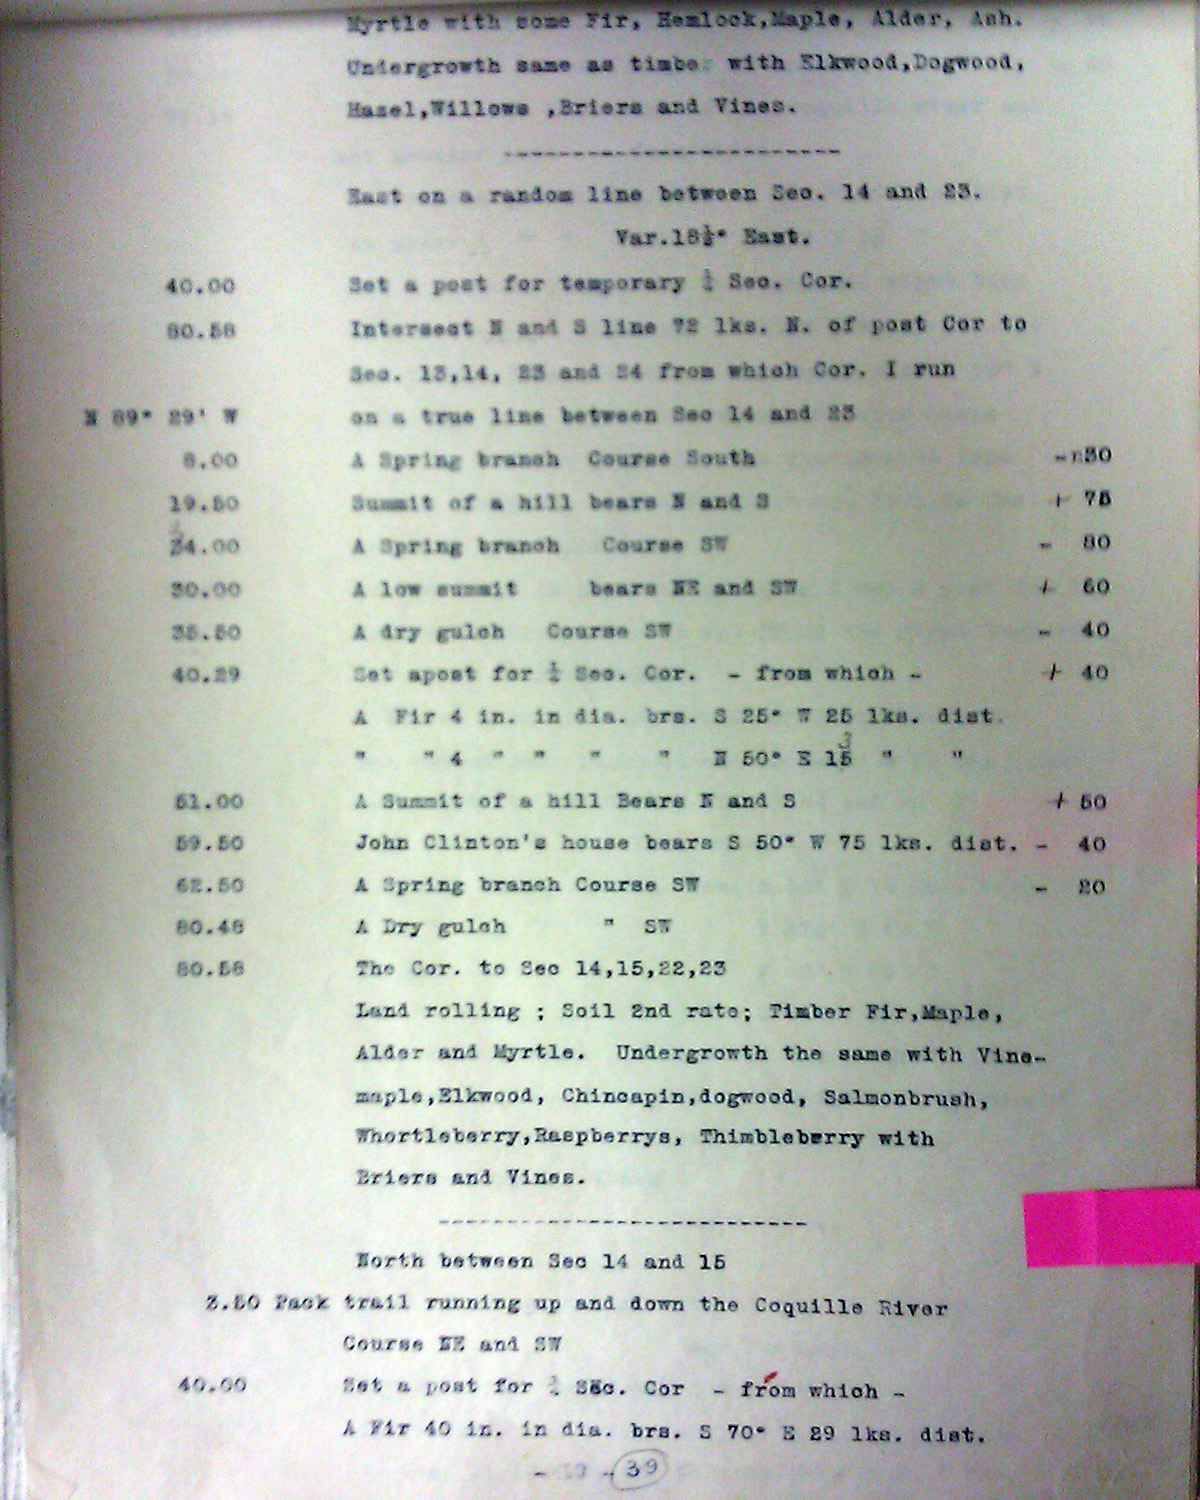 Myrtle with some Fir, Hemlock,Maple, Alder, Ash.
Undergrowth same as timber with Elkwood,Dogwood,
Hazel,Willows ,Briers and Vines.
-------------------------
East on a random line between Sec. 14 and 23.
Var.18½° East.
40.00 Set a post for temporary ¼ Sec. Cor.
80.58 Intersect N and S line 72 lks. N. of post Cor to
Sec. 13,14, 23 and 24 from which Cor. I run
N 89° 29' W on a true line between Sec 14 and 23
8.00 A Spring branch Course South - 50
19.50 Summit of a hill bears N and S + 75
24.00 A Spring branch Course SW - 80
30.00 A low summit bears NE and SW + 60
35.50 A dry gulch Course SW - 40
40.29 Set apost for ¼ Sec. Cor. - from which - + 40
A Fir 4 in. in dia. brs. S 25° W 25 lks. dist.
" " 4 " " " " N 50° E 13 " "
51.00 A Summit of a hill Bears N and S + 50
59.50 John Clinton's house bears S 50° W 75 lks. dist. - 40
62.50 A Spring branch Course SW - 20
80.48 A Dry gulch " SW
80.58 The Cor. to Sec 14,15,22,23
Land rolling ; Soil 2nd rate; Timber Fir,Maple,
Alder and Myrtle. Undergrowth the same with Vine-
maple,Elkwood, Chincapin,dogwood, Salmonbrush,
Whortleberry,Raspberrys, Thimbleberry with
Briers and Vines.
---------------------------
North between Sec 14 and 15
3.50 Pack trail running up and down the Coquille River
Course NE and SW
40.00 Set a post for ¼ Sec. Cor - from which -
A Fir 40 in. in dia. brs. S 70° E 29 lks. dist.
39